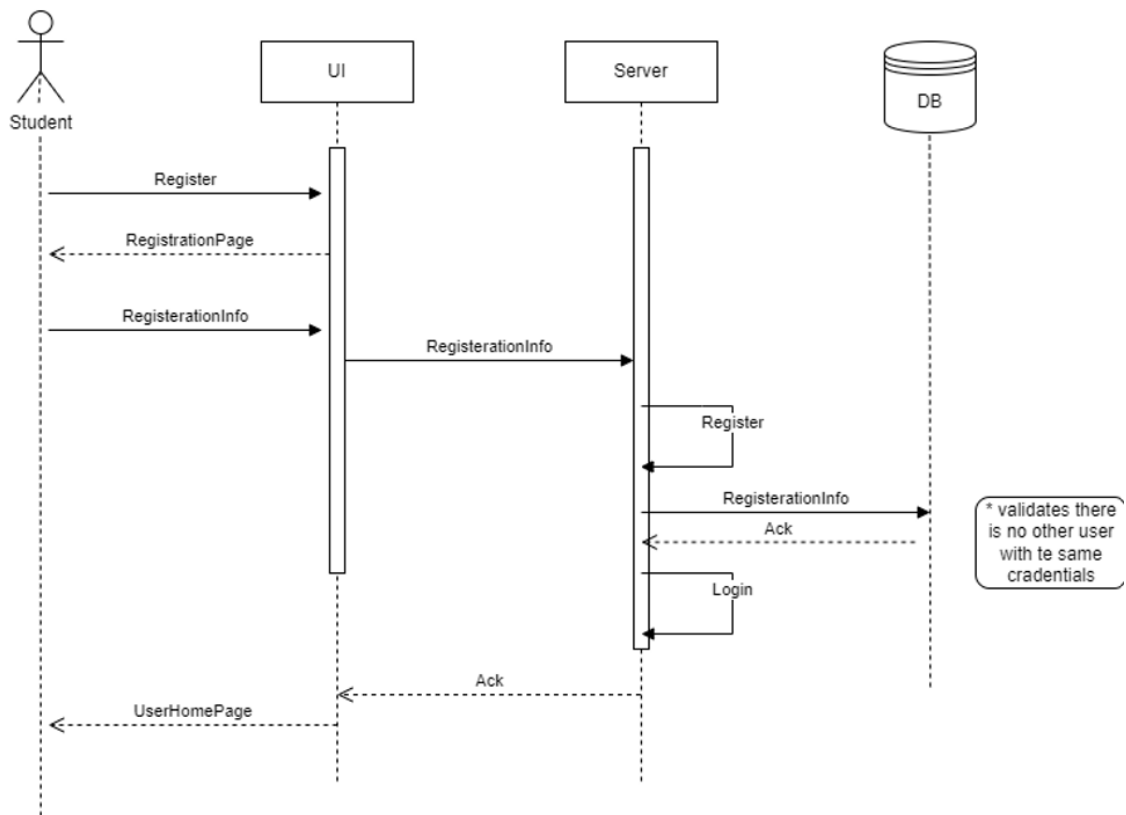 Student
UI
Server
DB
Register
RegistrationPage
RegisterationInfo
RegisterationInfo
Register
RegisterationInfo
Ack
* validates there
is no other user
with te same
cradentials
Login
Ack
UserHomePage